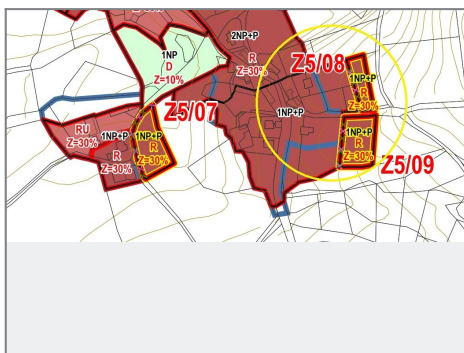 2NP+P
R
Z=30%
1NP
D
Z=10%
Z5/08
1NP+P
R
Z=30%
Z5/07
1NP+P
RU
Z=30%
1NP+P
R
Z=30%
1NP+P
R
Z=30%
1NP+P
R
Z=30%
Z5/09